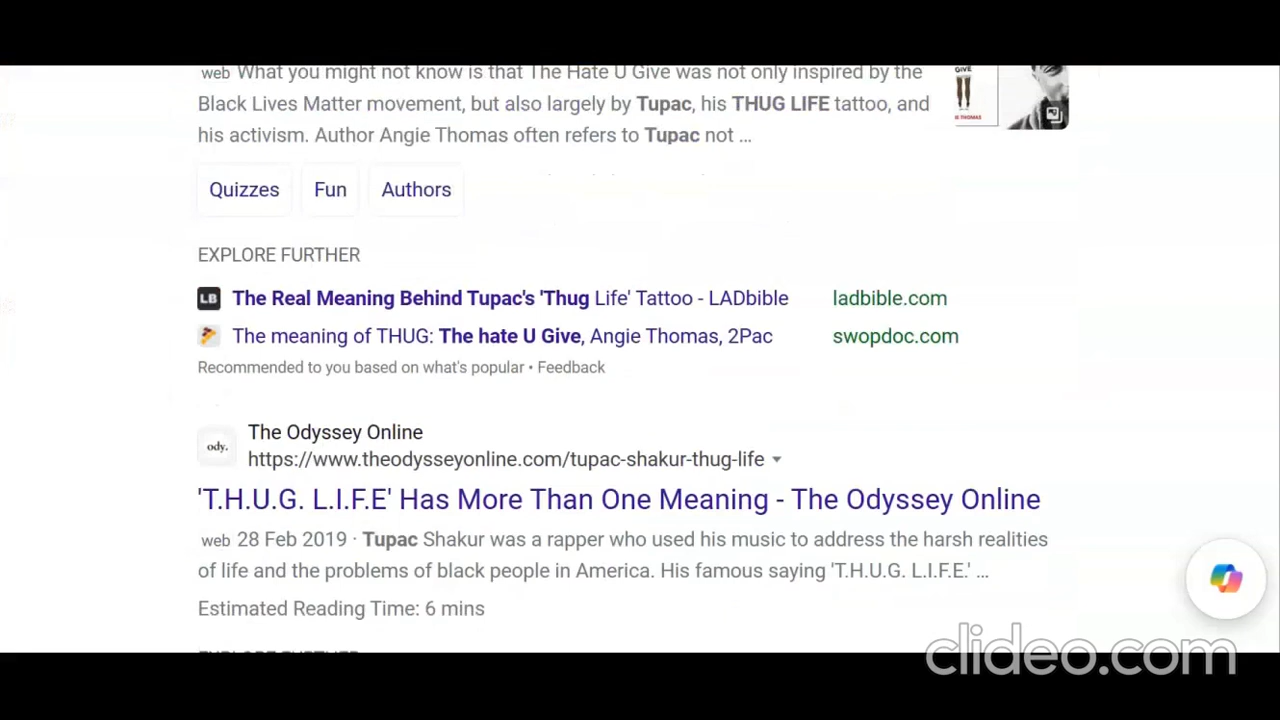 web What you might not know is that The Hate U Give was not only inspired by the
Black Lives Matter movement, but also largely by Tupac, his THUG LIFE tattoo, and
his activism. Author Angie Thomas often refers to Tupac not ...
GIVE
IE THOMAS
Quizzes Fun Authors
EXPLORE FURTHER
LB The Real Meaning Behind Tupac's 'Thug Life' Tattoo - LADbible ladbible.com
The meaning of THUG: The hate U Give, Angie Thomas, 2Pac swopdoc.com
Recommended to you based on what's popular • Feedback
ody. The Odyssey Online
https://www.theodysseyonline.com/tupac-shakur-thug-life
'T.H.U.G. L.I.F.E' Has More Than One Meaning - The Odyssey Online
web 28 Feb 2019 · Tupac Shakur was a rapper who used his music to address the harsh realities
of life and the problems of black people in America. His famous saying 'T.H.U.G. L.I.F.E.' ...
Estimated Reading Time: 6 mins
clideo.com